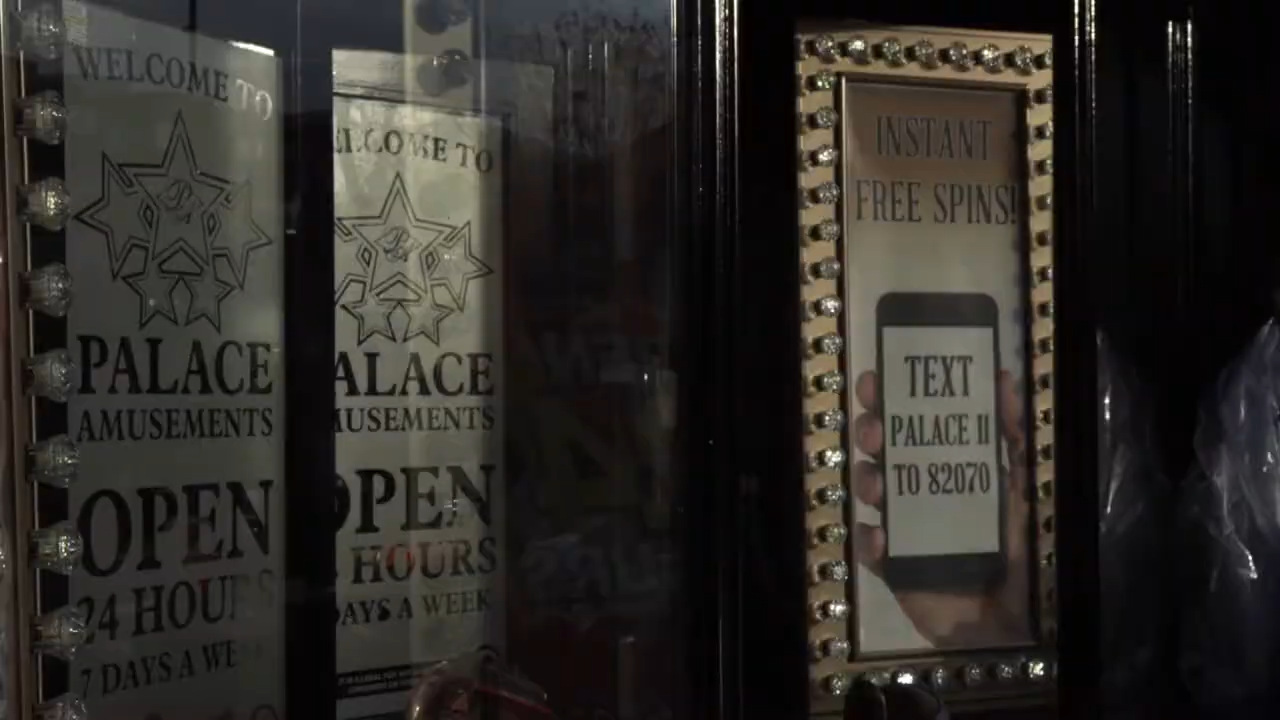 WELCOME TO
PALACE
AMUSEMENTS
OPEN
24 HOURS
7 DAYS A WE
ELCOME TO
ALACE
MUSEMENTS
OPEN
HOURS
DAYS A WEEK
INSTANT
FREE SPINS!
TEXT
PALACE II
TO 82070